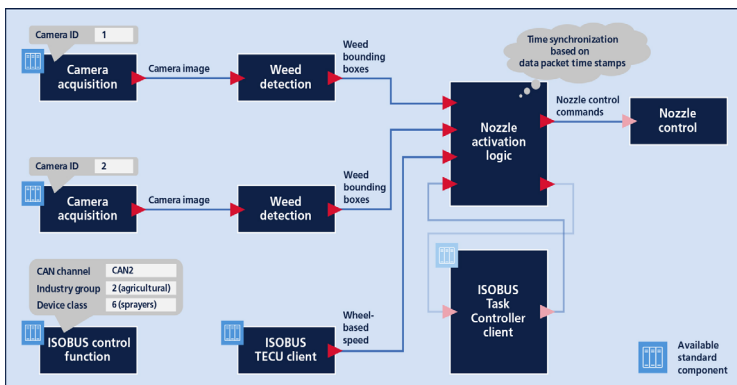 Camera ID 1
Camera
acquisition
Camera image
Weed
detection
Weed
bounding
boxes
Time synchronization
based on
data packet time stamps
Nozzle
activation
logic
Nozzle control
commands
Nozzle
control
Camera ID 2
Camera
acquisition
Camera image
Weed
detection
Weed
bounding
boxes
CAN channel CAN2
Industry group 2 (agricultural)
Device class 6 (sprayers)
ISOBUS control
function
ISOBUS
TECU client
Wheel-
based
speed
ISOBUS
Task
Controller
client
Available
standard
component